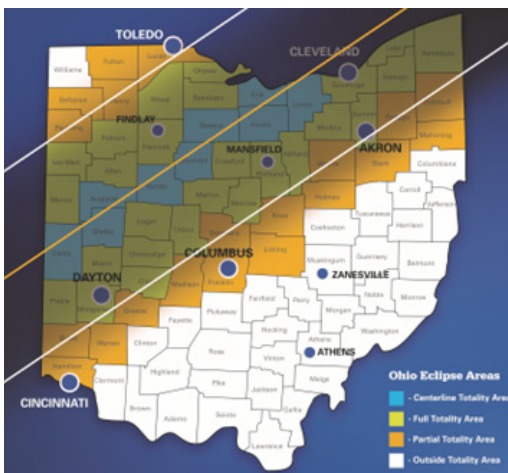 TOLEDO
Williams
Fulton
Lucas
CLEVELAND
Lake
Ashtabula
Geauga
Cuyahoga
Ottawa
Wood
Sandusky
Erie
Lorain
Defiance
Henry
Paulding
FINDLAY
Putnam
Hancock
Seneca
Huron
Medina
Summit
Portage
Trumbull
Mahoning
AKRON
MANSFIELD
Van Wert
Allen
Crawford
Richland
Ashland
Wayne
Stark
Columbiana
Mercer
Hardin
Marion
Morrow
Holmes
Carroll
Jefferson
Tuscarawas
Harrison
Auglaize
Shelby
Logan
Union
Delaware
Knox
Coshocton
Darke
Miami
Champaign
Licking
COLUMBUS
Franklin
Muskingum
Guernsey
Belmont
ZANESVILLE
DAYTON
Clark
Madison
Preble
Montgomery
Greene
Fairfield
Perry
Noble
Monroe
Pickaway
Fayette
Morgan
Washington
Butler
Warren
Clinton
Hocking
Athens
ATHENS
Ross
Vinton
Meigs
Hamilton
CINCINNATI
Clermont
Highland
Pike
Jackson
Gallia
Brown
Adams
Scioto
Lawrence
Ohio Eclipse Areas
- Centerline Totality Area
- Full Totality Area
- Partial Totality Area
- Outside Totality Area